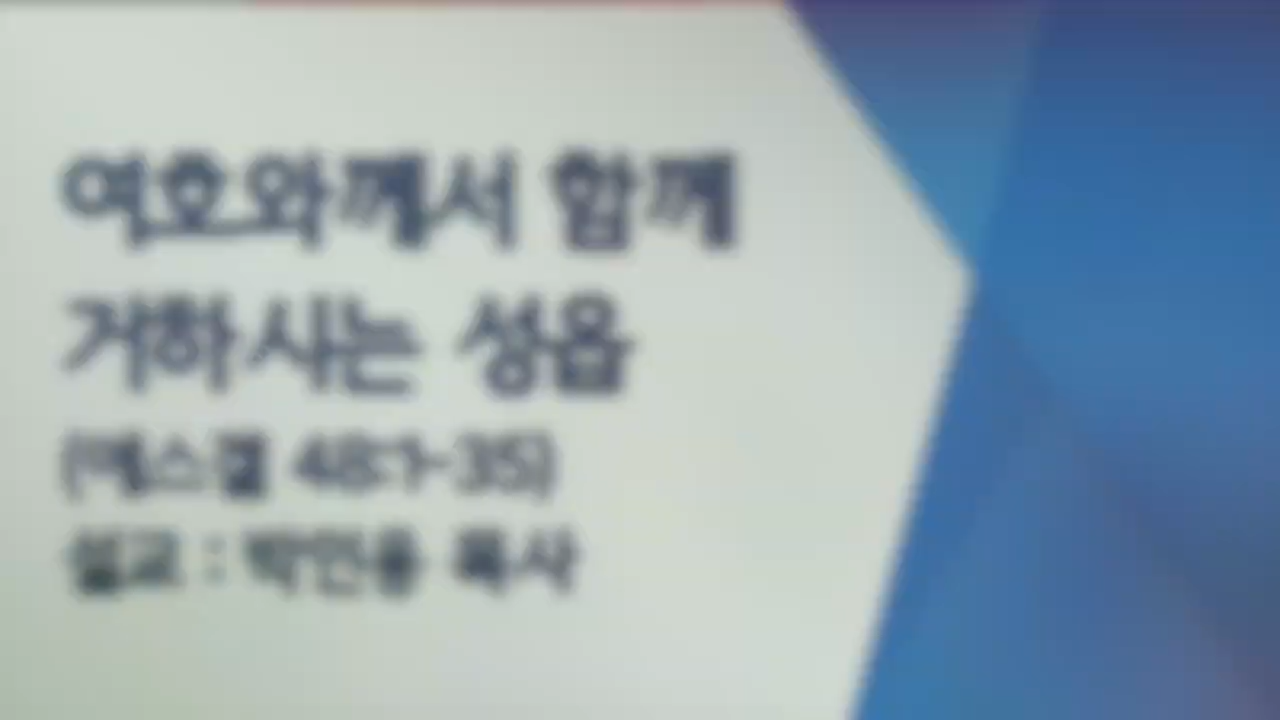 여호와께서 함께
거하시는 성읍
(에스겔 48:1-35)
설교 : 목사